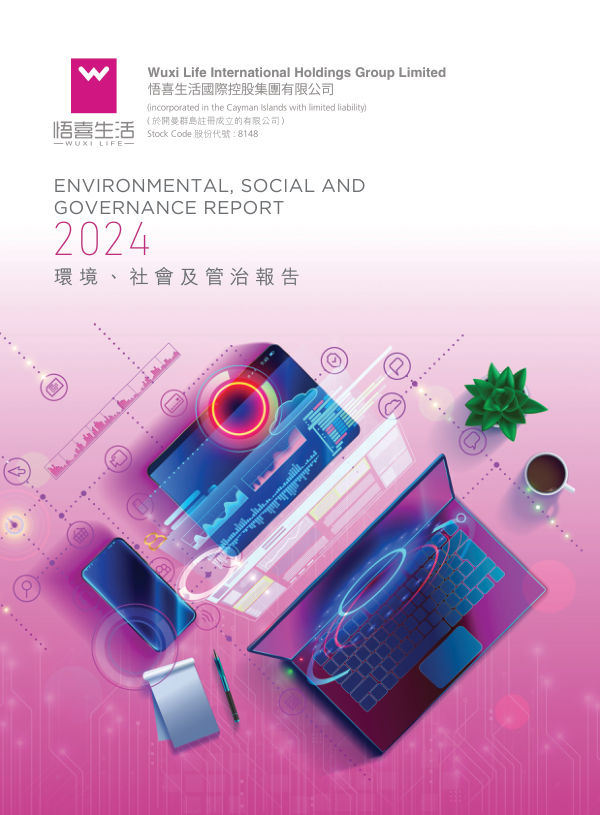 Wuxi Life International Holdings Group Limited
悟喜生活國際控股集團有限公司
(incorporated in the Cayman Islands with limited liability)
(於開曼群島註冊成立的有限公司)
Stock Code 股份代號 : 8148
悟喜生活
WUXI LIFE
ENVIRONMENTAL, SOCIAL AND
GOVERNANCE REPORT
2024
環境、社會及管治報告